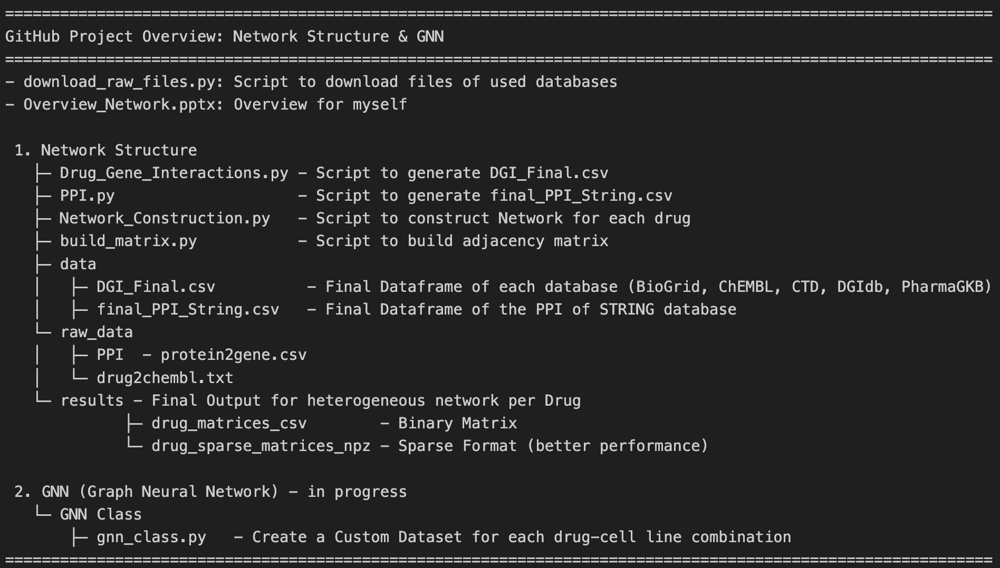 ============================================================================================================
GitHub Project Overview: Network Structure & GNN
============================================================================================================
- download_raw_files.py: Script to download files of used databases
- Overview_Network.pptx: Overview for myself

 1. Network Structure
   ├─ Drug_Gene_Interactions.py - Script to generate DGI_Final.csv
   ├─ PPI.py                    - Script to generate final_PPI_String.csv
   ├─ Network_Construction.py   - Script to construct Network for each drug
   ├─ build_matrix.py           - Script to build adjacency matrix
   ├─ data
   │   ├─ DGI_Final.csv          - Final Dataframe of each database (BioGrid, ChEMBL, CTD, DGIdb, PharmaGKB)
   │   ├─ final_PPI_String.csv   - Final Dataframe of the PPI of STRING database
   └─ raw_data
   │   ├─ PPI  - protein2gene.csv
   │   └─ drug2chembl.txt
   └─ results - Final Output for heterogeneous network per Drug
             ├─ drug_matrices_csv        - Binary Matrix
             └─ drug_sparse_matrices_npz - Sparse Format (better performance)

 2. GNN (Graph Neural Network) - in progress
   └─ GNN Class
       ├─ gnn_class.py   - Create a Custom Dataset for each drug-cell line combination
============================================================================================================